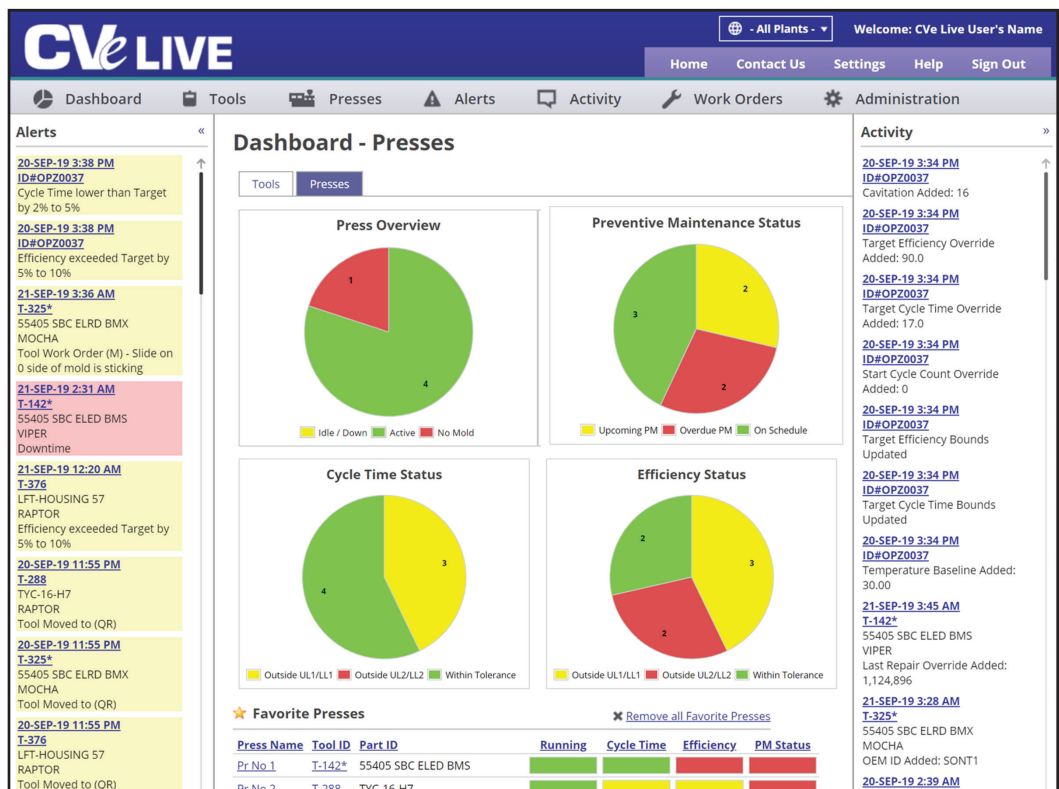 CVe LIVE
- All Plants -
Welcome: CVe Live User's Name
Home Contact Us Settings Help Sign Out
Dashboard Tools Presses Alerts Activity Work Orders Administration
Alerts «
20-SEP-19 3:38 PM
ID#OPZ0037
Cycle Time lower than Target
by 2% to 5%
20-SEP-19 3:38 PM
ID#OPZ0037
Efficiency exceeded Target by
5% to 10%
21-SEP-19 3:36 AM
T-325*
55405 SBC ELRD BMX
MOCHA
Tool Work Order (M) - Slide on
0 side of mold is sticking
21-SEP-19 2:31 AM
T-142*
55405 SBC ELED BMS
VIPER
Downtime
21-SEP-19 12:20 AM
T-376
LFT-HOUSING 57
RAPTOR
Efficiency exceeded Target by
5% to 10%
20-SEP-19 11:55 PM
T-288
TYC-16-H7
RAPTOR
Tool Moved to (QR)
20-SEP-19 11:55 PM
T-325*
55405 SBC ELRD BMX
MOCHA
Tool Moved to (QR)
20-SEP-19 11:55 PM
T-376
LFT-HOUSING 57
RAPTOR
Tool Moved to (QR)
Dashboard - Presses
Tools Presses
Press Overview
1
4
Idle / Down Active No Mold
Preventive Maintenance Status
2
3
2
Upcoming PM Overdue PM On Schedule
Cycle Time Status
3
4
Outside UL1/LL1 Outside UL2/LL2 Within Tolerance
Efficiency Status
2
3
2
Outside UL1/LL1 Outside UL2/LL2 Within Tolerance
Favorite Presses
Remove all Favorite Presses
Press Name Tool ID Part ID Running Cycle Time Efficiency PM Status
Pr No 1 T-142* 55405 SBC ELED BMS
Pr No 2 T-288 TYC-16-H7
Activity »
20-SEP-19 3:34 PM
ID#OPZ0037
Cavitation Added: 16
20-SEP-19 3:34 PM
ID#OPZ0037
Target Efficiency Override
Added: 90.0
20-SEP-19 3:34 PM
ID#OPZ0037
Target Cycle Time Override
Added: 17.0
20-SEP-19 3:34 PM
ID#OPZ0037
Start Cycle Count Override
Added: 0
20-SEP-19 3:34 PM
ID#OPZ0037
Target Efficiency Bounds
Updated
20-SEP-19 3:34 PM
ID#OPZ0037
Target Cycle Time Bounds
Updated
20-SEP-19 3:34 PM
ID#OPZ0037
Temperature Baseline Added:
30.00
21-SEP-19 3:45 AM
T-142*
55405 SBC ELED BMS
VIPER
Last Repair Override Added:
1,124,896
21-SEP-19 3:28 AM
T-325*
55405 SBC ELRD BMX
MOCHA
OEM ID Added: SONT1
20-SEP-19 2:39 AM